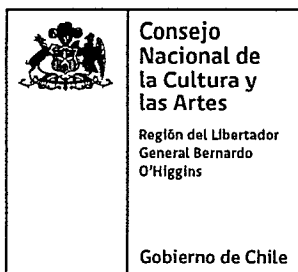 Consejo
Nacional de
la Cultura y
las Artes
Región del Libertador
General Bernardo
O'Higgins
Gobierno de Chile